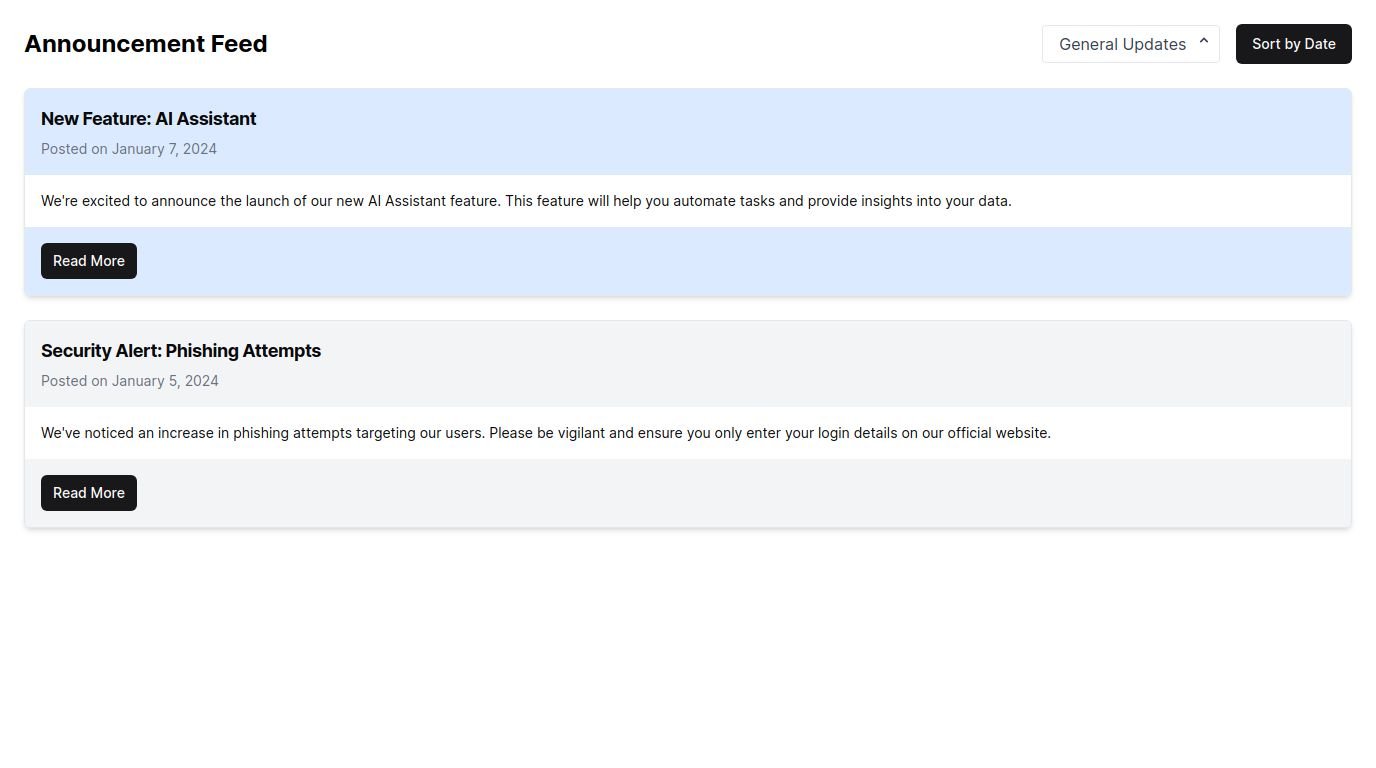 Announcement Feed
General Updates
Sort by Date
New Feature: AI Assistant
Posted on January 7, 2024
We're excited to announce the launch of our new AI Assistant feature. This feature will help you automate tasks and provide insights into your data.
Read More
Security Alert: Phishing Attempts
Posted on January 5, 2024
We've noticed an increase in phishing attempts targeting our users. Please be vigilant and ensure you only enter your login details on our official website.
Read More